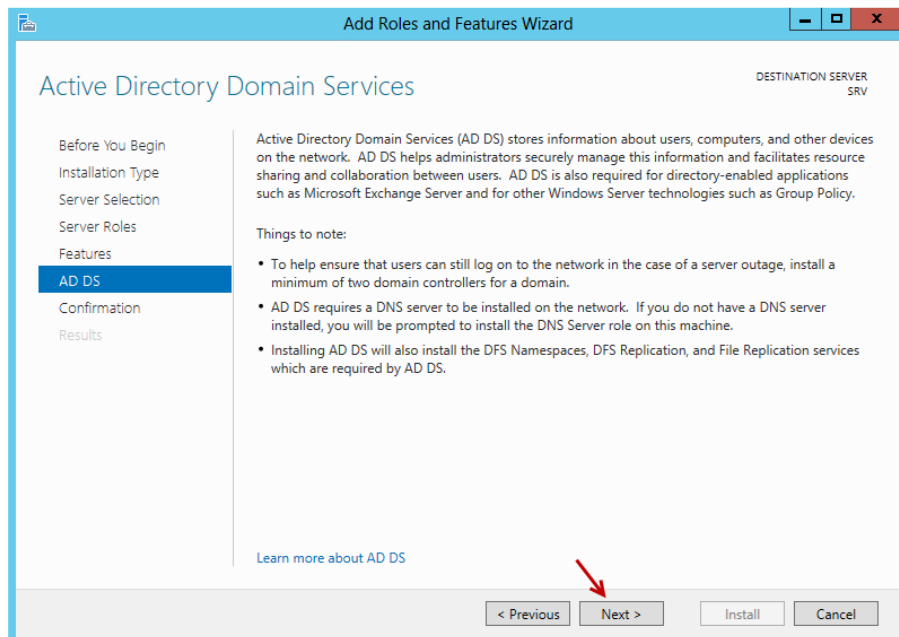 Add Roles and Features Wizard
Active Directory Domain Services
DESTINATION SERVER
SRV
Before You Begin
Installation Type
Server Selection
Server Roles
Features
AD DS
Confirmation
Results
Active Directory Domain Services (AD DS) stores information about users, computers, and other devices
on the network. AD DS helps administrators securely manage this information and facilitates resource
sharing and collaboration between users. AD DS is also required for directory-enabled applications
such as Microsoft Exchange Server and for other Windows Server technologies such as Group Policy.
Things to note:
• To help ensure that users can still log on to the network in the case of a server outage, install a
minimum of two domain controllers for a domain.
• AD DS requires a DNS server to be installed on the network. If you do not have a DNS server
installed, you will be prompted to install the DNS Server role on this machine.
• Installing AD DS will also install the DFS Namespaces, DFS Replication, and File Replication services
which are required by AD DS.
Learn more about AD DS
< Previous Next > Install Cancel